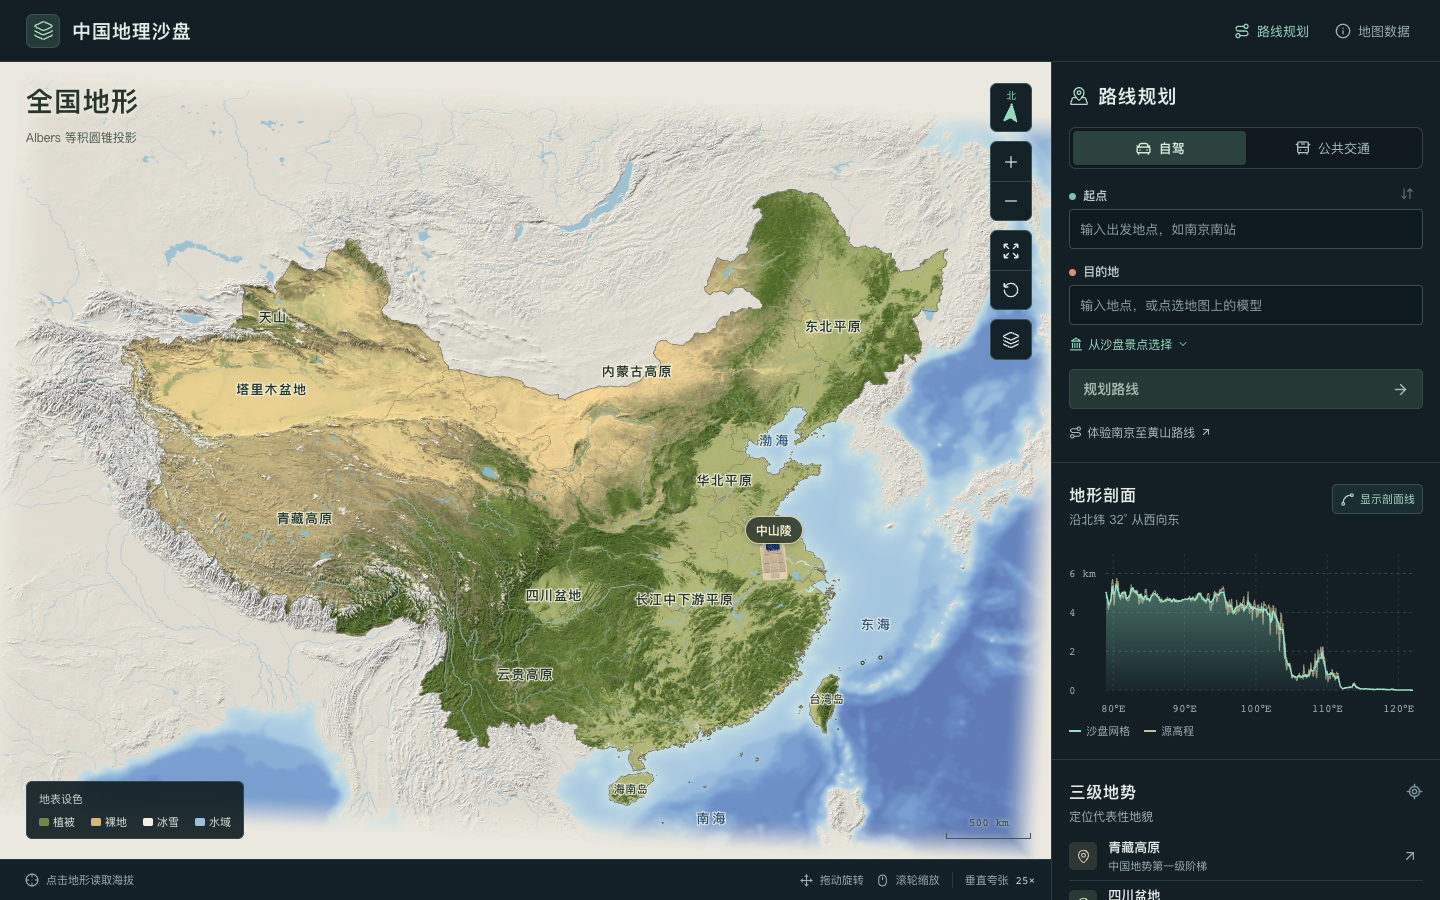 中国地理沙盘
路线规划
地图数据
全国地形
Albers 等积圆锥投影
北
天山
塔里木盆地
内蒙古高原
东北平原
渤海
华北平原
青藏高原
中山陵
四川盆地
长江中下游平原
东海
云贵高原
台湾岛
海南岛
南海
500 km
地表设色
植被
裸地
冰雪
水域
点击地形读取海拔
拖动旋转
滚轮缩放
垂直夸张 25×
路线规划
自驾
公共交通
起点
输入出发地点，如南京南站
目的地
输入地点，或点选地图上的模型
从沙盘景点选择
规划路线
体验南京至黄山路线
地形剖面
显示剖面线
沿北纬 32° 从西向东
6 km
4
2
0
80°E 90°E 100°E 110°E 120°E
沙盘网格
源高程
三级地势
定位代表性地貌
青藏高原
中国地势第一级阶梯
四川盆地